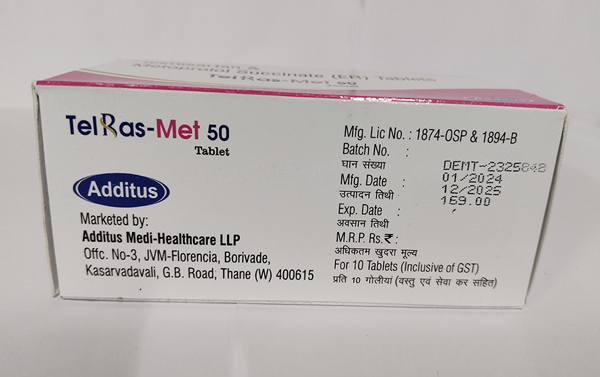 Telmisartan &
Metoprolol Succinate (ER) Tablets
TelRas-Met 50
TelRas-Met 50
Tablet
Additus
Marketed by:
Additus Medi-Healthcare LLP
Offc. No-3, JVM-Florencia, Borivade,
Kasarvadavali, G.B. Road, Thane (W) 400615
Mfg. Lic No. : 1874-OSP & 1894-B
Batch No. : DEMT-2325848
घान संख्या
Mfg. Date : 01/2024
उत्पादन तिथी 12/2025
Exp. Date : 169.00
अवसान तिथी
M.R.P. Rs.₹:
अधिकतम खुदरा मूल्य
For 10 Tablets (Inclusive of GST)
प्रति 10 गोलीयां (वस्तु एवं सेवा कर सहित)